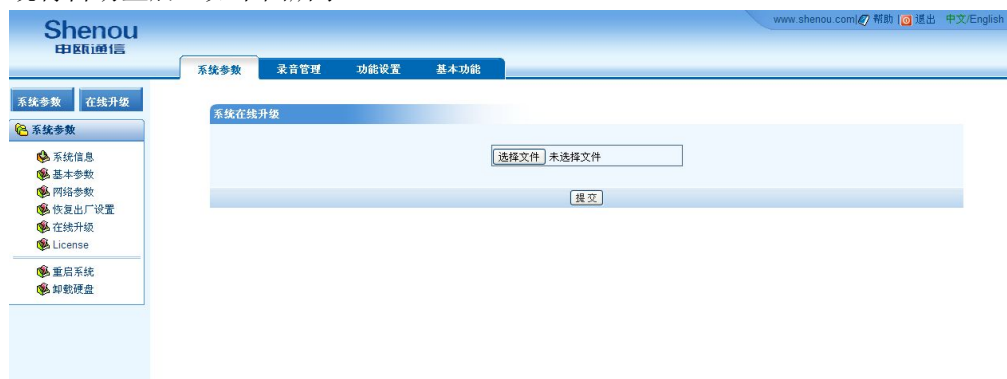 Shenou
申瓯通信
www.shenou.com| 帮助 | 退出 中文/English
系统参数 录音管理 功能设置 基本功能
系统参数 在线升级
系统参数
系统信息
基本参数
网络参数
恢复出厂设置
在线升级
License
重启系统
卸载硬盘
系统在线升级
选择文件 未选择文件
提交